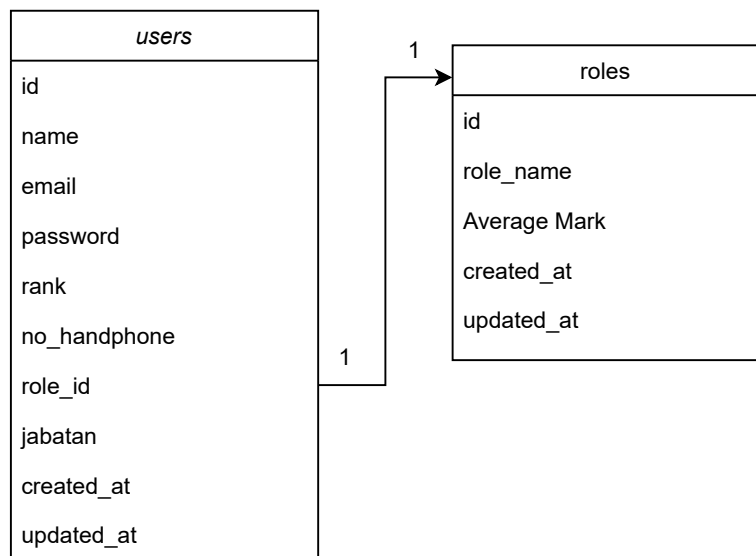 users
id
name
email
password
rank
no_handphone
role_id
jabatan
created_at
updated_at
1
1
roles
id
role_name
Average Mark
created_at
updated_at